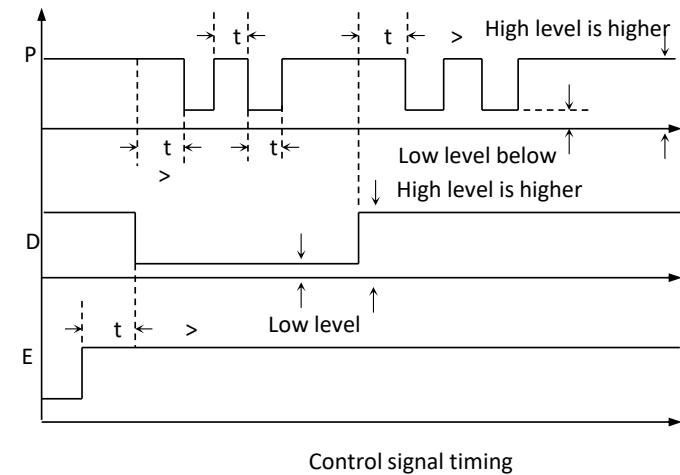 t
t
>
High level is higher
P
t
t
>
Low level below
High level is higher
D
t
>
Low level
E
Control signal timing